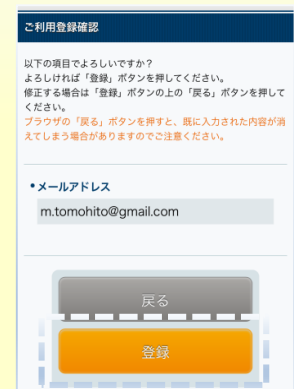 ご利用登録確認
以下の項目でよろしいですか？
よろしければ「登録」ボタンを押してください。
修正する場合は「登録」ボタンの上の「戻る」ボタンを押して
ください。
ブラウザの「戻る」ボタンを押すと、既に入力された内容が消
えてしまう場合がありますのでご注意ください。
•メールアドレス
m.tomohito@gmail.com
戻る
登録